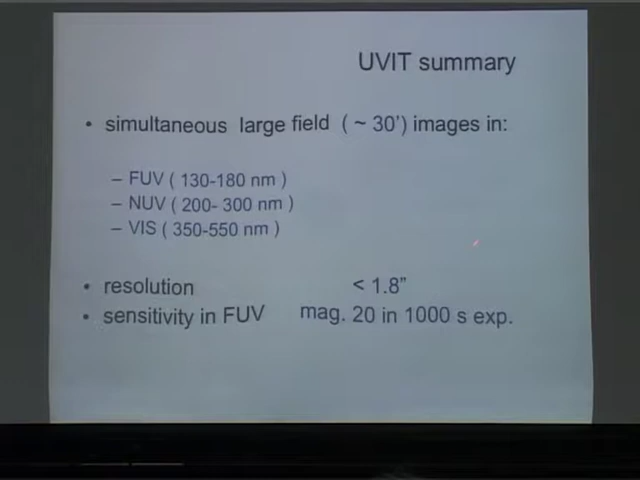 UVIT summary
• simultaneous large field ( ~ 30') images in:
– FUV ( 130-180 nm )
– NUV ( 200- 300 nm )
– VIS ( 350-550 nm )
• resolution < 1.8”
• sensitivity in FUV mag. 20 in 1000 s exp.